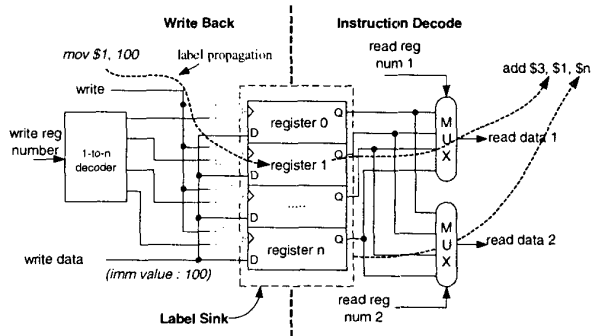 Write Back
Instruction Decode
mov $1, 100
label propagation
read reg
num 1
add $3, $1, $n
write
write reg
number
1-to-n
decoder
D
register 0
Q
D
register 1
Q
D
.....
Q
D
register n
Q
M
U
X
read data 1
M
U
X
read data 2
write data
(imm value : 100)
Label Sink
read reg
num 2